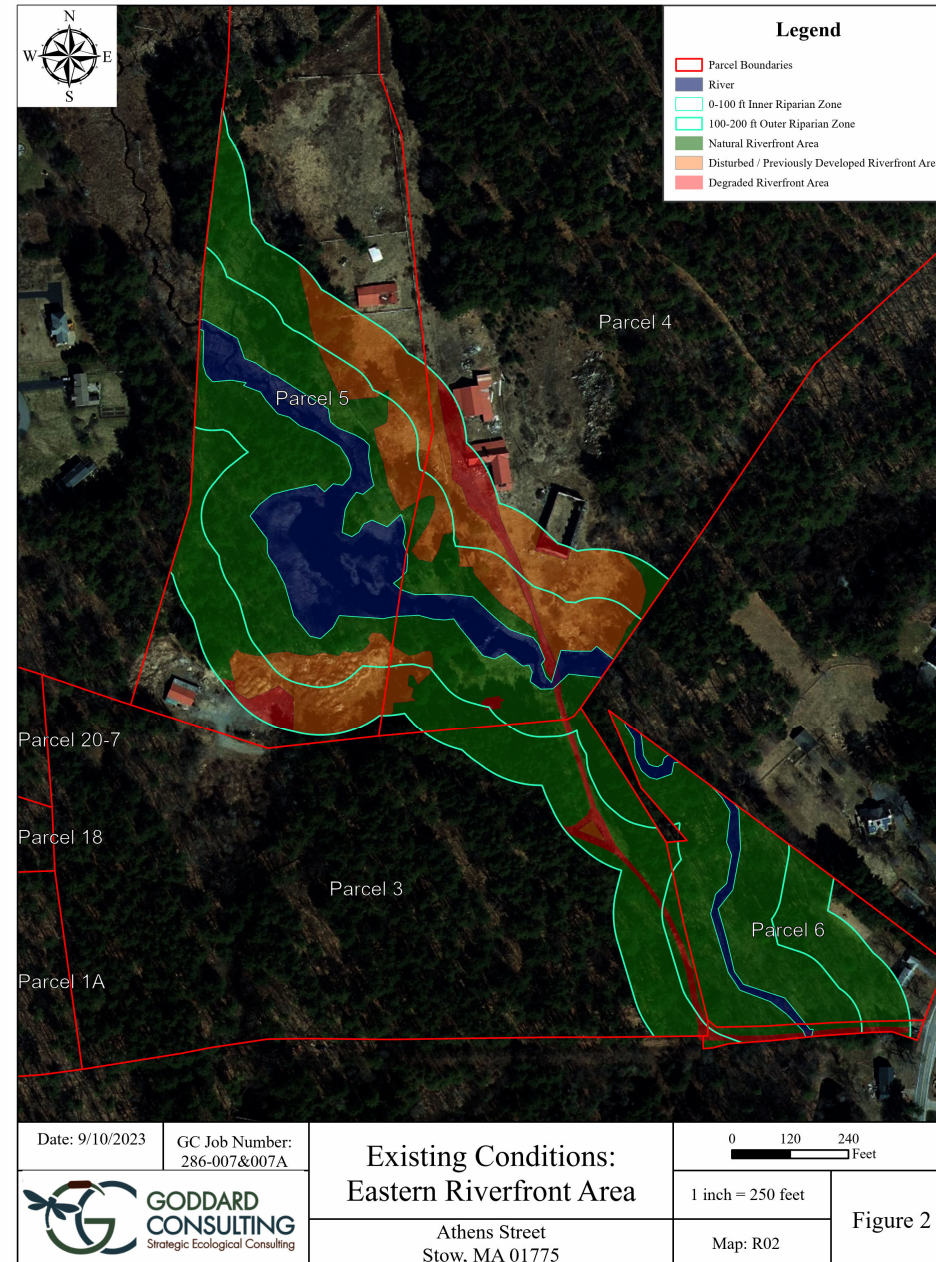 N
W
E
S
Legend
Parcel Boundaries
River
0-100 ft Inner Riparian Zone
100-200 ft Outer Riparian Zone
Natural Riverfront Area
Disturbed / Previously Developed Riverfront Are
Degraded Riverfront Area
Parcel 4
Parcel 5
Parcel 20-7
Parcel 18
Parcel 3
Parcel 6
Parcel 1A
Date: 9/10/2023
GC Job Number:
286-007&007A
GC
GODDARD
CONSULTING
Strategic Ecological Consulting
Existing Conditions:
Eastern Riverfront Area
Athens Street
Stow, MA 01775
0 120 240
Feet
1 inch = 250 feet
Map: R02
Figure 2